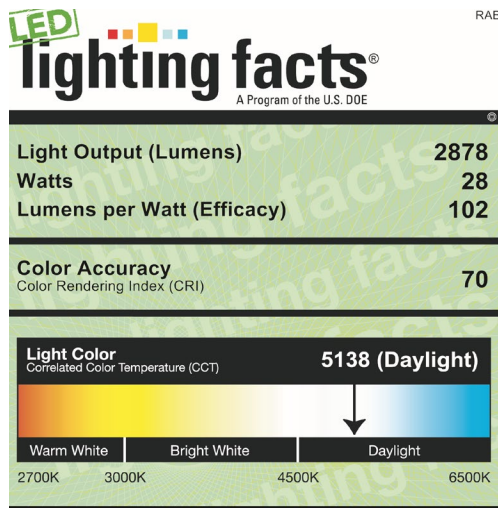 LED
RAB
lighting facts®
A Program of the U.S. DOE
©
Light Output (Lumens) 2878
Watts 28
Lumens per Watt (Efficacy) 102
Color Accuracy
Color Rendering Index (CRI) 70
Light Color
Correlated Color Temperature (CCT) 5138 (Daylight)
Warm White Bright White Daylight
2700K 3000K 4500K 6500K